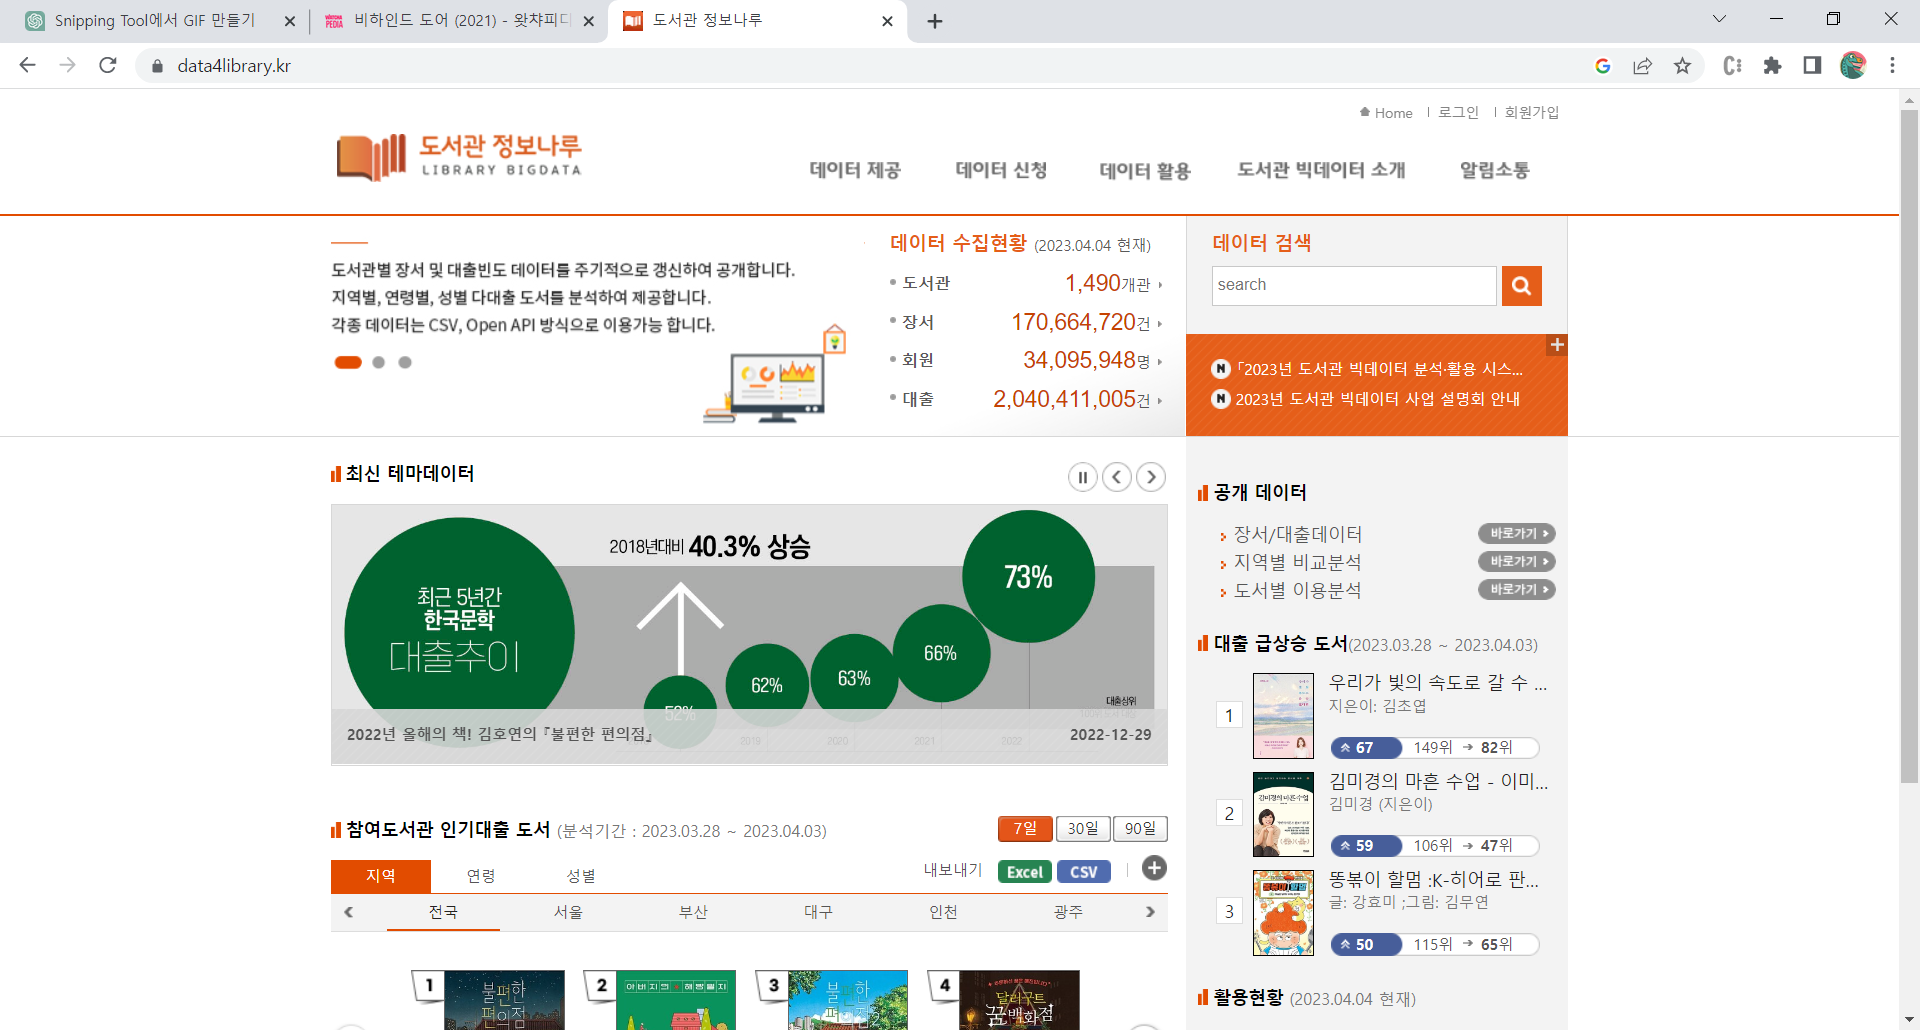 Snipping Tool에서 GIF 만들기
WATCHA PEDIA
비하인드 도어 (2021) - 왓챠피디
도서관 정보나루
data4library.kr
Home
로그인
회원가입
도서관 정보나루
LIBRARY BIGDATA
데이터 제공
데이터 신청
데이터 활용
도서관 빅데이터 소개
알림소통
도서관별 장서 및 대출빈도 데이터를 주기적으로 갱신하여 공개합니다.
지역별, 연령별, 성별 다대출 도서를 분석하여 제공합니다.
각종 데이터는 CSV, Open API 방식으로 이용가능 합니다.
데이터 수집현황 (2023.04.04 현재)
도서관 1,490개관
장서 170,664,720건
회원 34,095,948명
대출 2,040,411,005건
데이터 검색
search
N 「2023년 도서관 빅데이터 분석·활용 시스...
N 2023년 도서관 빅데이터 사업 설명회 안내
최신 테마데이터
최근 5년간
한국문학
대출추이
2018년대비 40.3% 상승
52%
62%
63%
66%
73%
대출상위
2019
2020
2021
2022
2022년 올해의 책! 김호연의 『불편한 편의점』
2022-12-29
공개 데이터
장서/대출데이터 바로가기
지역별 비교분석 바로가기
도서별 이용분석 바로가기
대출 급상승 도서(2023.03.28 ~ 2023.04.03)
1
우리가 빛의 속도로 갈 수 ...
지은이: 김초엽
67 149위 → 82위
2
김미경의 마흔 수업
김미경의 마흔 수업 - 이미...
김미경 (지은이)
59 106위 → 47위
3
똥볶이 할멈
똥볶이 할멈 :K-히어로 판...
글: 강효미 ;그림: 김무연
50 115위 → 65위
활용현황 (2023.04.04 현재)
참여도서관 인기대출 도서 (분석기간 : 2023.03.28 ~ 2023.04.03)
7일
30일
90일
지역
연령
성별
내보내기
Excel
CSV
전국
서울
부산
대구
인천
광주
1
불편한
편의점
2
아버지의 해방일지
3
불편한
편의점2
4
달러구트
꿈 백화점